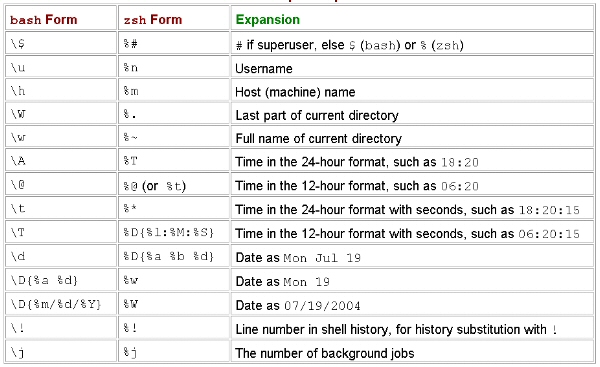 bash Form zsh Form Expansion
\$ %# # if superuser, else $ (bash) or % (zsh)
\u %n Username
\h %m Host (machine) name
\W %. Last part of current directory
\w %~ Full name of current directory
\A %T Time in the 24-hour format, such as 18:20
\@ %@ (or %t) Time in the 12-hour format, such as 06:20
\t %* Time in the 24-hour format with seconds, such as 18:20:15
\T %D{%l:%M:%S} Time in the 12-hour format with seconds, such as 06:20:15
\d %D{%a %b %d} Date as Mon Jul 19
\D{%a %d} %w Date as Mon 19
\D{%m/%d/%Y} %W Date as 07/19/2004
\! %! Line number in shell history, for history substitution with !
\j %j The number of background jobs